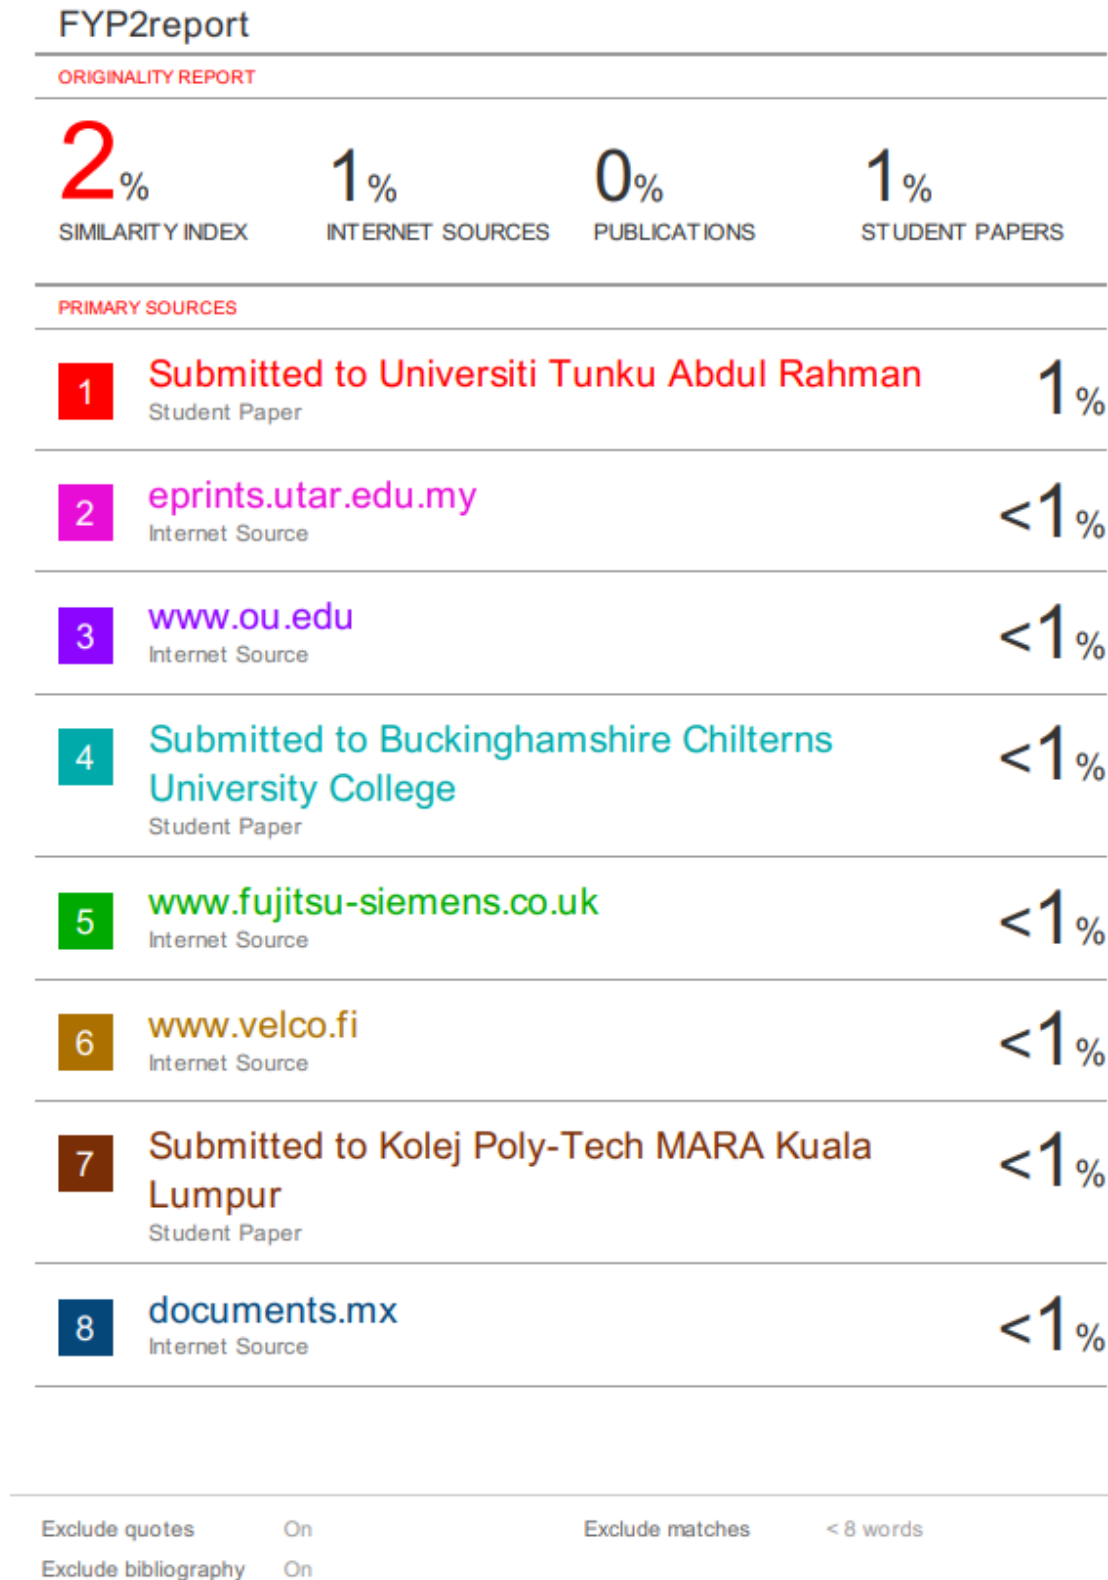 FYP2report
ORIGINALITY REPORT
2% 1% 0% 1%
SIMILARITY INDEX INTERNET SOURCES PUBLICATIONS STUDENT PAPERS
PRIMARY SOURCES
1 Submitted to Universiti Tunku Abdul Rahman 1%
Student Paper
2 eprints.utar.edu.my <1%
Internet Source
3 www.ou.edu <1%
Internet Source
4 Submitted to Buckinghamshire Chilterns <1%
University College
Student Paper
5 www.fujitsu-siemens.co.uk <1%
Internet Source
6 www.velco.fi <1%
Internet Source
7 Submitted to Kolej Poly-Tech MARA Kuala <1%
Lumpur
Student Paper
8 documents.mx <1%
Internet Source
Exclude quotes On Exclude matches < 8 words
Exclude bibliography On